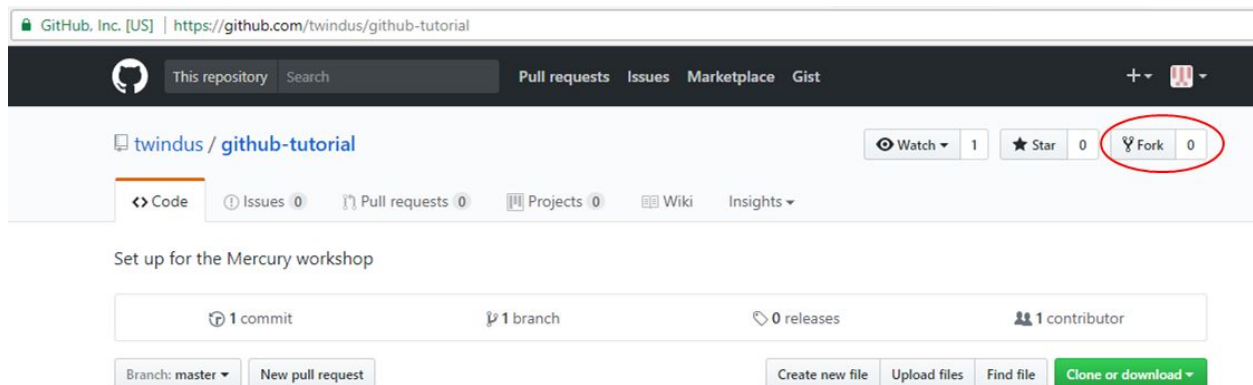 GitHub, Inc. [US] | https://github.com/twindus/github-tutorial
This repository Search Pull requests Issues Marketplace Gist
twindus / github-tutorial Watch 1 Star 0 Fork 0
Code Issues 0 Pull requests 0 Projects 0 Wiki Insights
Set up for the Mercury workshop
1 commit 1 branch 0 releases 1 contributor
Branch: master New pull request Create new file Upload files Find file Clone or download